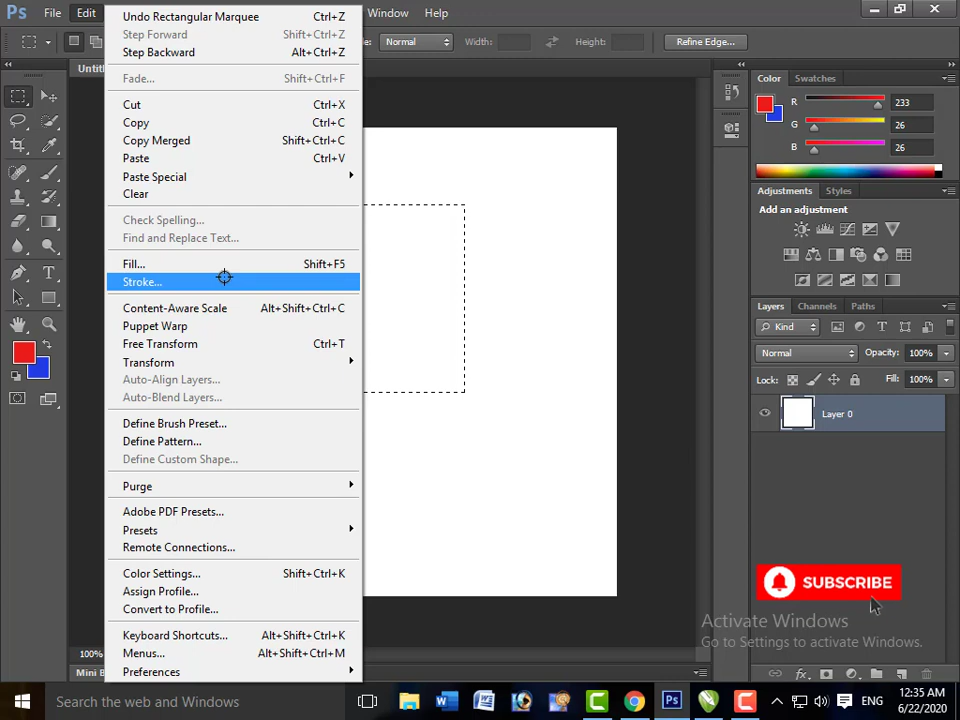 Ps File Edit Window Help
Undo Rectangular Marquee Ctrl+Z
Step Forward Shift+Ctrl+Z
Step Backward Alt+Ctrl+Z
Fade... Shift+Ctrl+F
Cut Ctrl+X
Copy Ctrl+C
Copy Merged Shift+Ctrl+C
Paste Ctrl+V
Paste Special
Clear
Check Spelling...
Find and Replace Text...
Fill... Shift+F5
Stroke...
Content-Aware Scale Alt+Shift+Ctrl+C
Puppet Warp
Free Transform Ctrl+T
Transform
Auto-Align Layers...
Auto-Blend Layers...
Define Brush Preset...
Define Pattern...
Define Custom Shape...
Purge
Adobe PDF Presets...
Presets
Remote Connections...
Color Settings... Shift+Ctrl+K
Assign Profile...
Convert to Profile...
Keyboard Shortcuts... Alt+Shift+Ctrl+K
Menus... Alt+Shift+Ctrl+M
Preferences
Normal Width: Height: Refine Edge...
Color Swatches
R 233
G 26
B 26
Adjustments Styles
Add an adjustment
Layers Channels Paths
Kind
Normal Opacity: 100%
Lock: Fill: 100%
Layer 0
SUBSCRIBE
Activate Windows
Go to Settings to activate Windows.
100%
Mini B
Search Windows
Ps
ENG
12:35 AM
6/22/2020